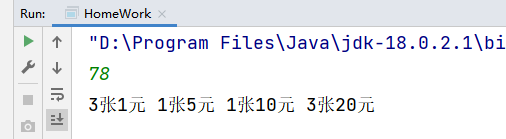 Run: HomeWork
"D:\Program Files\Java\jdk-18.0.2.1\bi
78
3张1元 1张5元 1张10元 3张20元